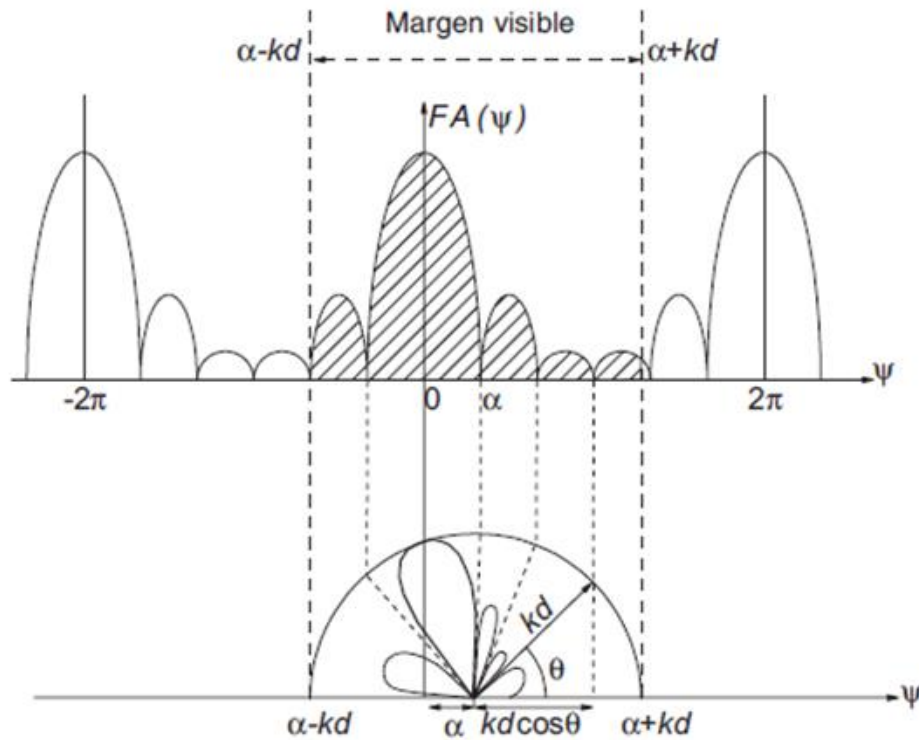 Margen visible
α-kd α+kd
FA(ψ)
-2π 0 α 2π ψ
kd
θ
α-kd α kdcosθ α+kd ψ